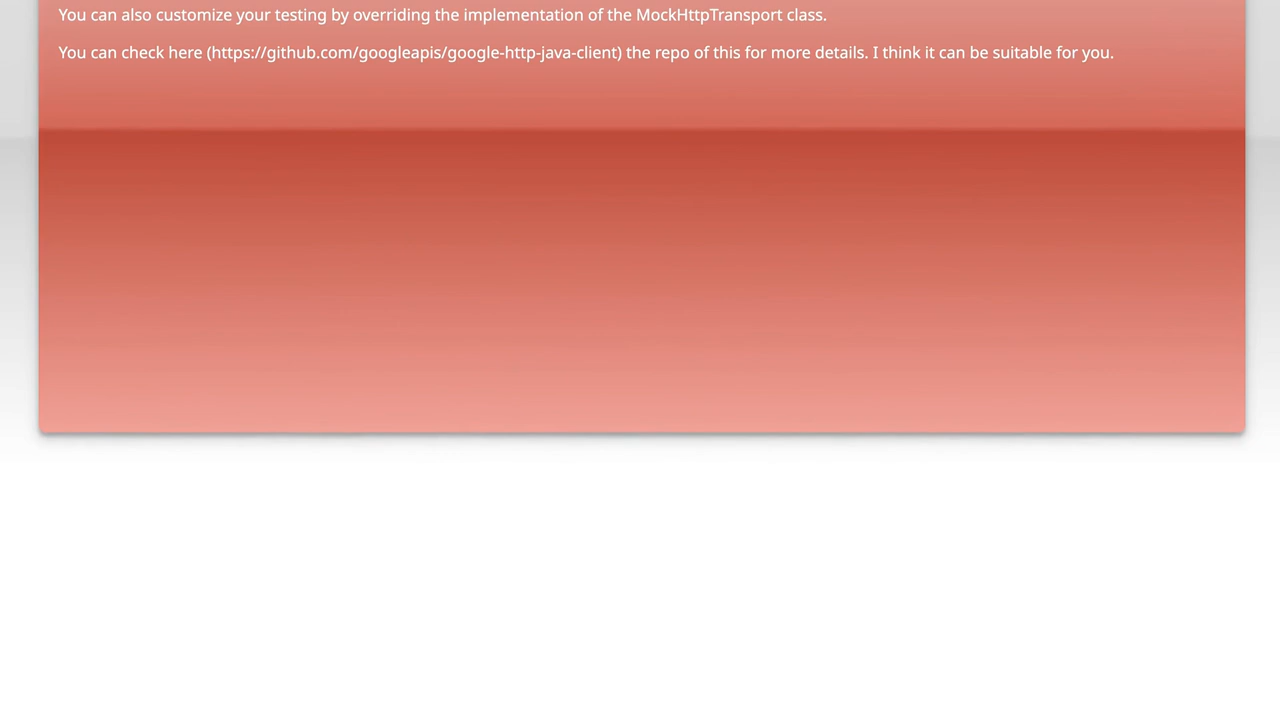 You can also customize your testing by overriding the implementation of the MockHttpTransport class.
You can check here (https://github.com/googleapis/google-http-java-client) the repo of this for more details. I think it can be suitable for you.